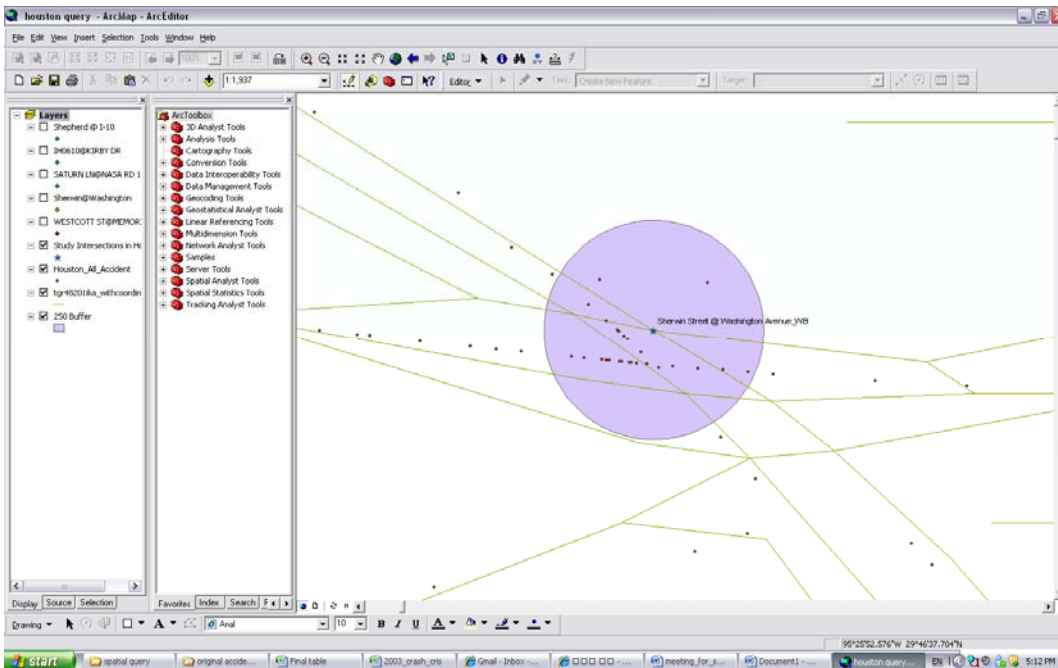 houston query - ArcMap - ArcEditor
File Edit View Insert Selection Tools Window Help
100%
1:1,937
Editor
Task: Create New Feature
Target:
Layers
Shepherd @ I-10
IH0610@KIRBY DR
SATURN LN@NASA RD 1
Sherwin@Washington
WESTCOTT ST@MEMOR
Study Intersections in Ho
Houston_All_Accident
tgr48201lka_withcoordin
250 Buffer
Display Source Selection
ArcToolbox
3D Analyst Tools
Analysis Tools
Cartography Tools
Conversion Tools
Data Interoperability Tools
Data Management Tools
Geocoding Tools
Geostatistical Analyst Tools
Linear Referencing Tools
Multidimension Tools
Network Analyst Tools
Samples
Server Tools
Spatial Analyst Tools
Spatial Statistics Tools
Tracking Analyst Tools
Favorites Index Search F
Sherwin Street @ Washington Avenue_WB
Drawing
A
Arial
10
B I U A
95°25'52.576"W 29°46'37.704"N
start
spatial query
original accide...
Final table
2003_crash_cris
Gmail - Inbox - ...
meeting_for_s...
Document1 - ...
houston query...
EN
5:12 PM